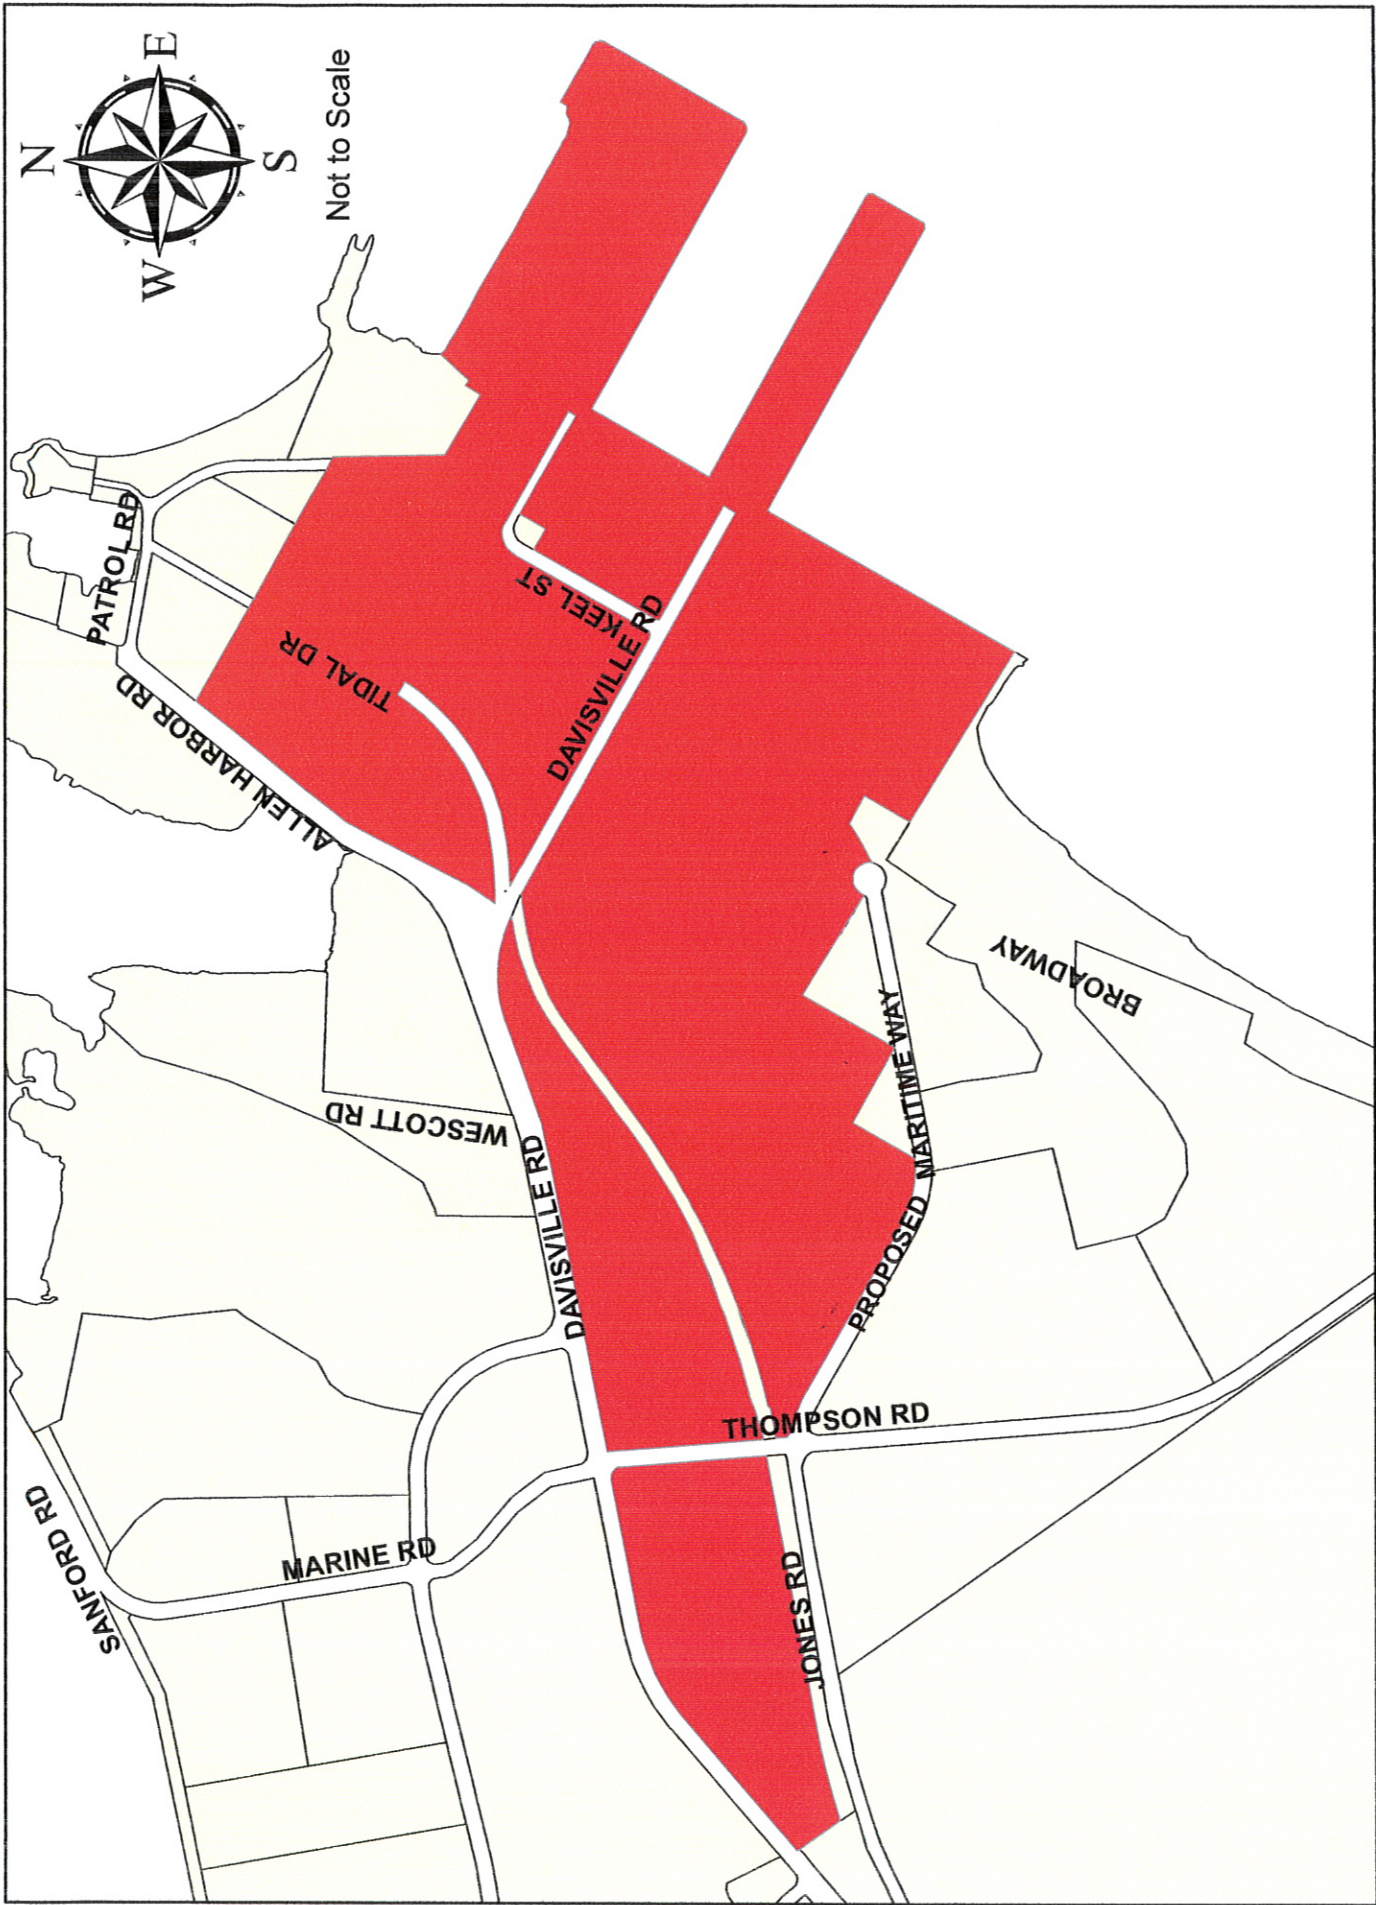 N
E
S
W
Not to Scale
PATROL RD
ALLEN HARBOR RD
TIDAL DR
KEEL ST
DAVISVILLE RD
WESCOTT RD
DAVISVILLE RD
BROADWAY
PROPOSED MARITIME WAY
THOMPSON RD
SANFORD RD
MARINE RD
JONES RD